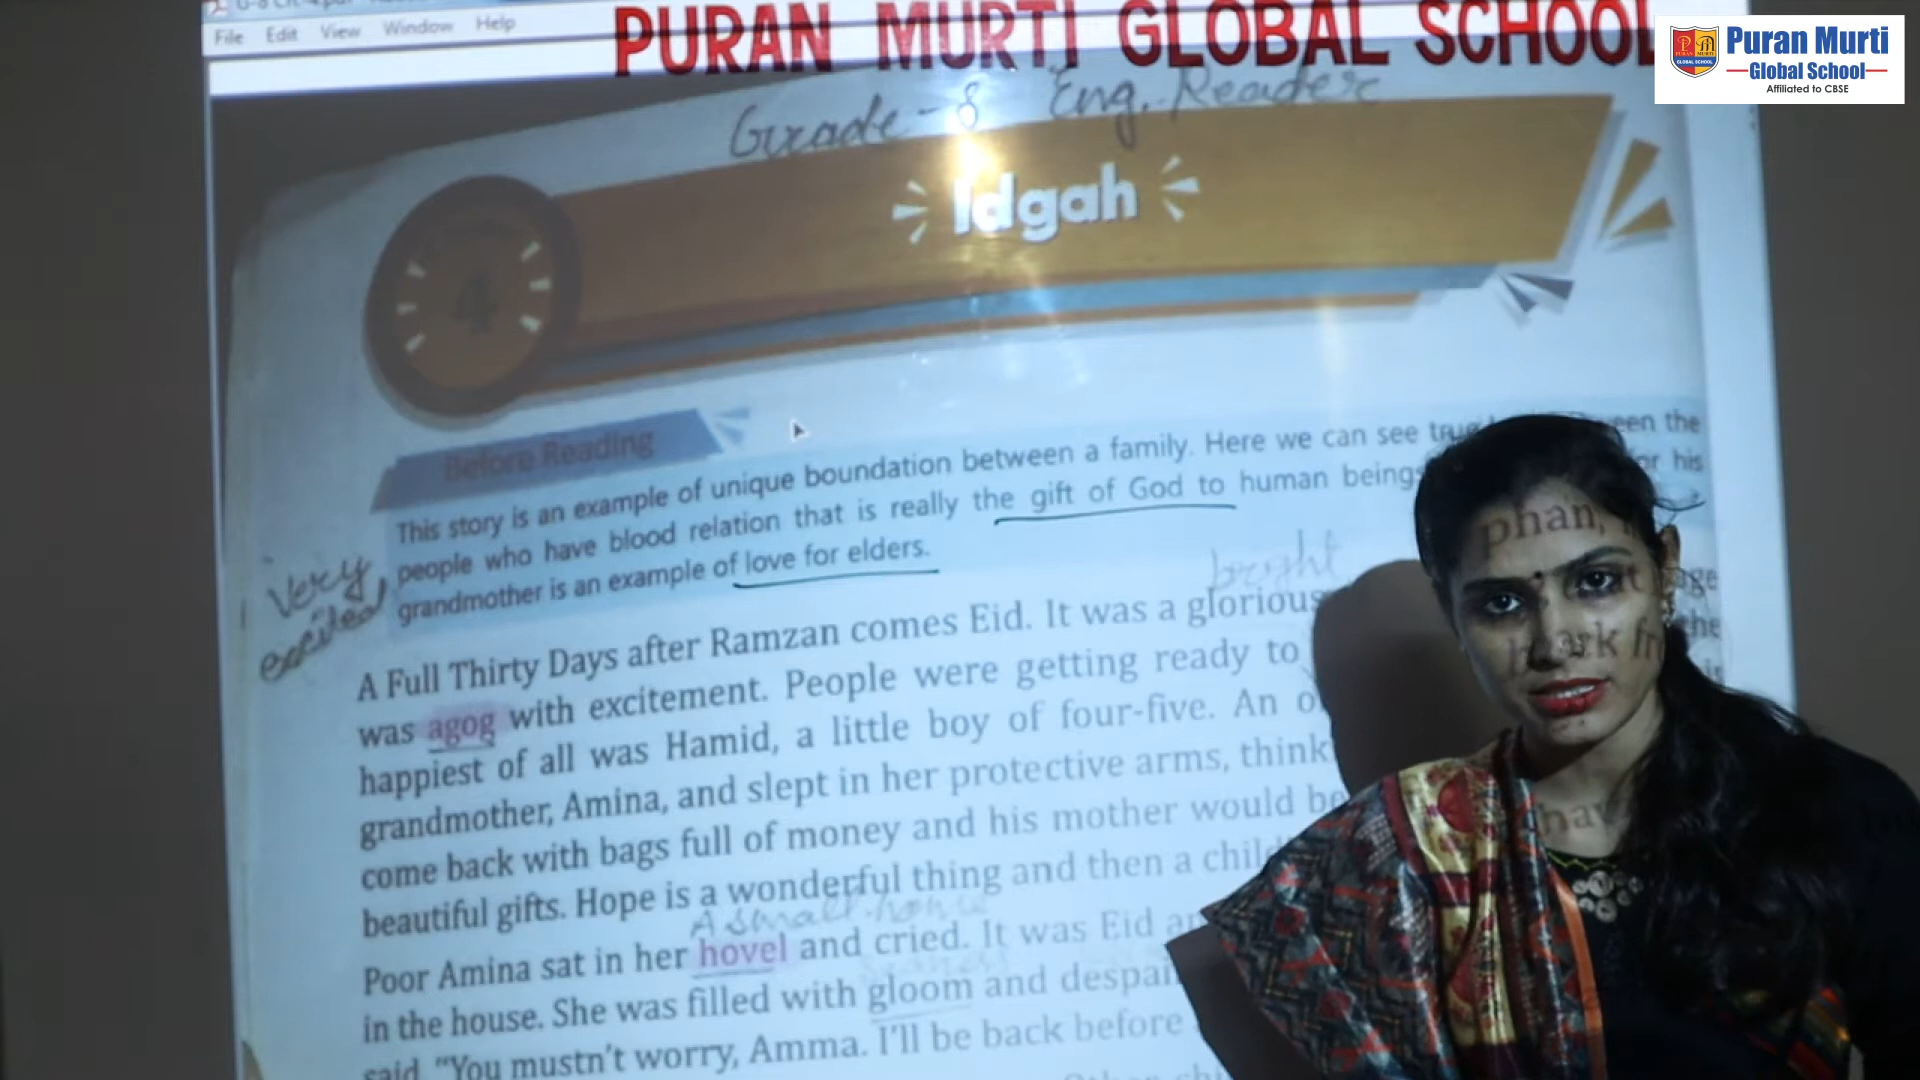 File Edit View Window Help
PURAN MURTI GLOBAL SCHOOL
Puran Murti
Global School
Affiliated to CBSE
Grade - 8 Eng. Reader
Idgah
4
Before Reading
This story is an example of unique boundation between a family. Here we can see true the
people who have blood relation that is really the gift of God to human beings for his
grandmother is an example of love for elders.
Very
excited
bright
A Full Thirty Days after Ramzan comes Eid. It was a glorious
was agog with excitement. People were getting ready to
happiest of all was Hamid, a little boy of four-five. An
grandmother, Amina, and slept in her protective arms,
come back with bags full of money and his mother would
beautiful gifts. Hope is a wonderful thing and then a
A small house
Poor Amina sat in her hovel and cried. It was Eid
in the house. She was filled with gloom and
said, "You mustn't worry, Amma. I'll be back before